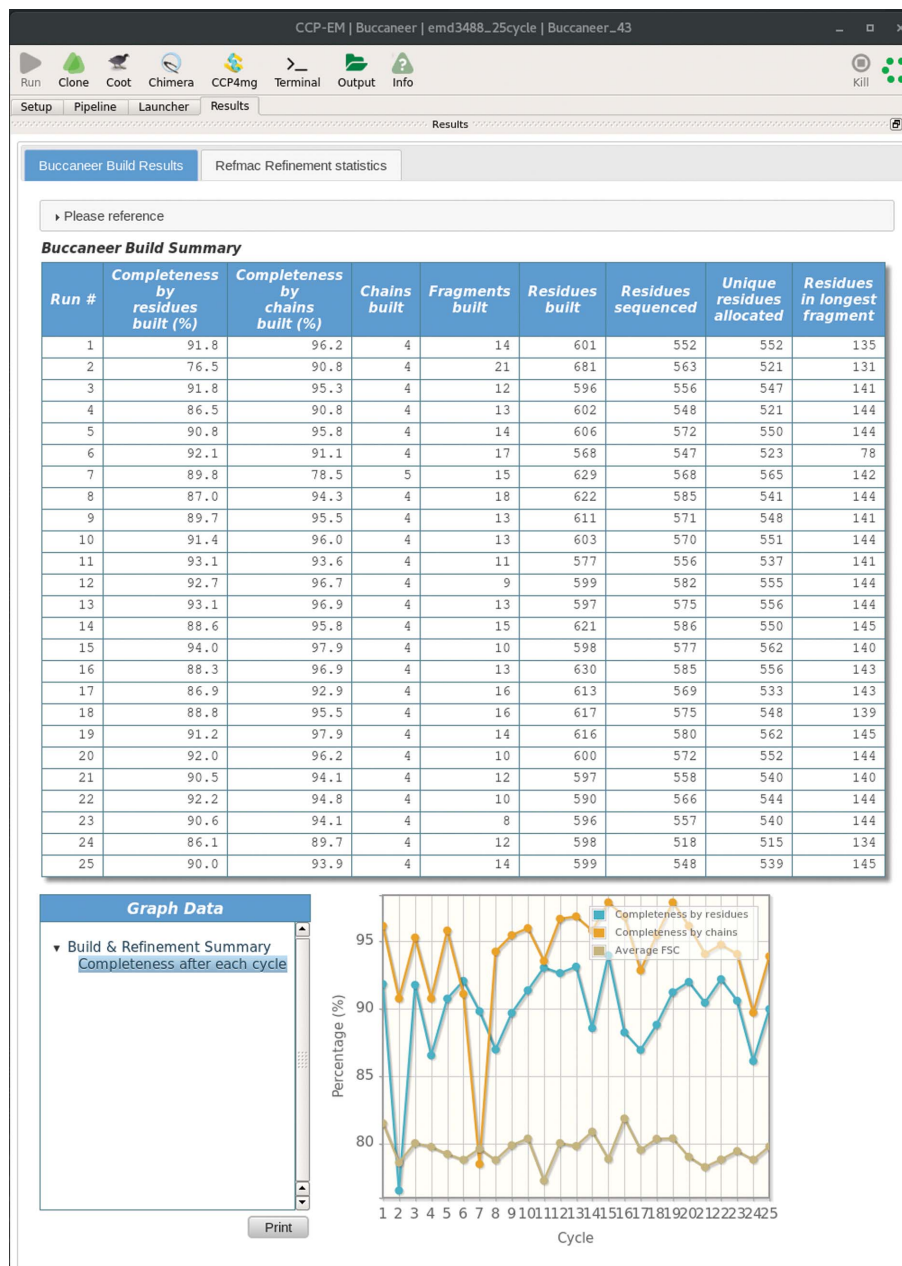 CCP-EM | Buccaneer | emd3488_25cycle | Buccaneer_43
Run Clone Coot Chimera CCP4mg Terminal Output Info Kill
Setup Pipeline Launcher Results
Results
Buccaneer Build Results Refmac Refinement statistics
Please reference
Buccaneer Build Summary
Run # Completeness by residues built (%) Completeness by chains built (%) Chains built Fragments built Residues built Residues sequenced Unique residues allocated Residues in longest fragment
1 91.8 96.2 4 14 601 552 552 135
2 76.5 90.8 4 21 681 563 521 131
3 91.8 95.3 4 12 596 556 547 141
4 86.5 90.8 4 13 602 548 521 144
5 90.8 95.8 4 14 606 572 550 144
6 92.1 91.1 4 17 568 547 523 78
7 89.8 78.5 5 15 629 568 565 142
8 87.0 94.3 4 18 622 585 541 144
9 89.7 95.5 4 13 611 571 548 141
10 91.4 96.0 4 13 603 570 551 144
11 93.1 93.6 4 11 577 556 537 141
12 92.7 96.7 4 9 599 582 555 144
13 93.1 96.9 4 13 597 575 556 144
14 88.6 95.8 4 15 621 586 550 145
15 94.0 97.9 4 10 598 577 562 140
16 88.3 96.9 4 13 630 585 556 143
17 86.9 92.9 4 16 613 569 533 143
18 88.8 95.5 4 16 617 575 548 139
19 91.2 97.9 4 14 616 580 562 145
20 92.0 96.2 4 10 600 572 552 144
21 90.5 94.1 4 12 597 558 540 140
22 92.2 94.8 4 10 590 566 544 144
23 90.6 94.1 4 8 596 557 540 144
24 86.1 89.7 4 12 598 518 515 134
25 90.0 93.9 4 14 599 548 539 145
Graph Data
Build & Refinement Summary
Completeness after each cycle
Print
Completeness by residues
Completeness by chains
Average FSC
95
90
85
80
Percentage (%)
1 2 3 4 5 6 7 8 9 10 11 12 13 14 15 16 17 18 19 20 21 22 23 24 25
Cycle